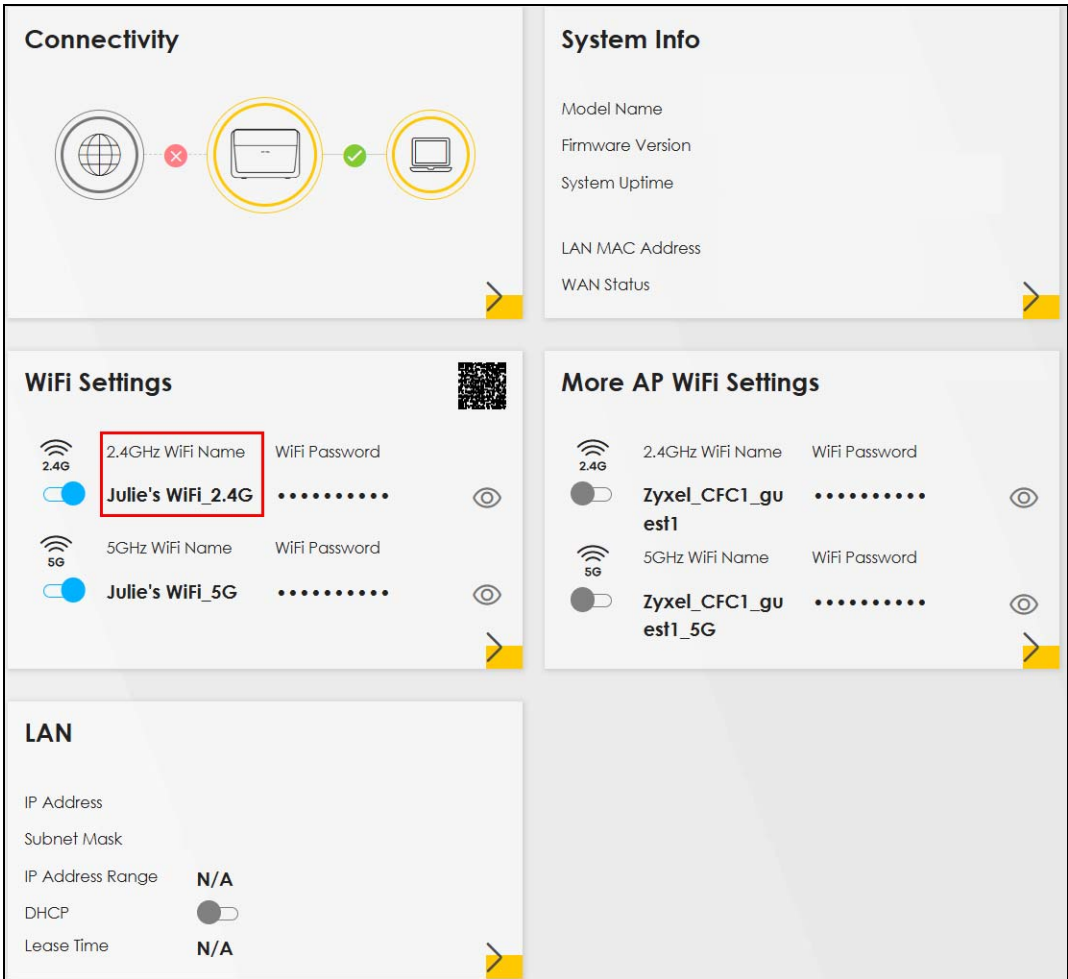 Connectivity
System Info
Model Name
Firmware Version
System Uptime
LAN MAC Address
WAN Status
WiFi Settings
2.4G
2.4GHz WiFi Name
WiFi Password
Julie's WiFi_2.4G
••••••••••
5G
5GHz WiFi Name
WiFi Password
Julie's WiFi_5G
••••••••••
More AP WiFi Settings
2.4G
2.4GHz WiFi Name
WiFi Password
Zyxel_CFC1_gu
est1
••••••••••
5G
5GHz WiFi Name
WiFi Password
Zyxel_CFC1_gu
est1_5G
••••••••••
LAN
IP Address
Subnet Mask
IP Address Range N/A
DHCP
Lease Time N/A